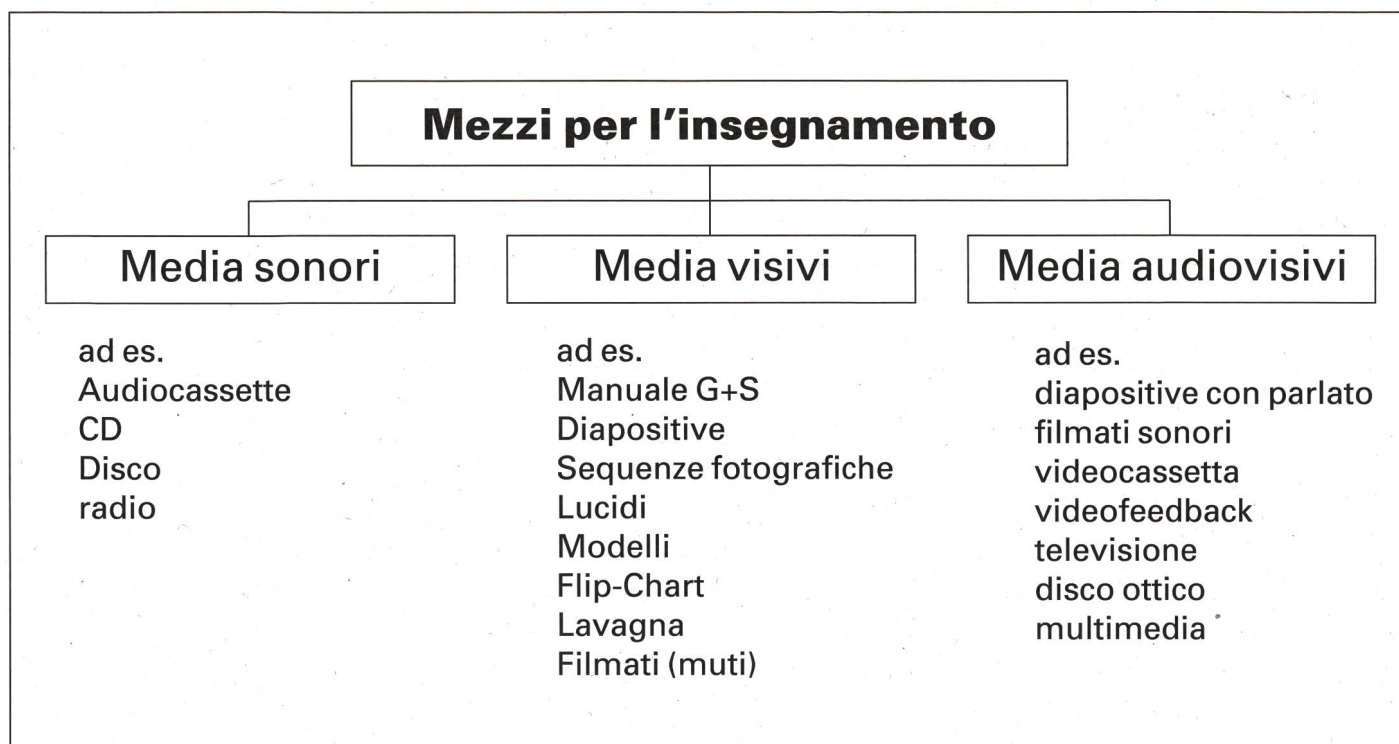 Mezzi per l'insegnamento
Media sonori
ad es.
Audiocassette
CD
Disco
radio
Media visivi
ad es.
Manuale G+S
Diapositive
Sequenze fotografiche
Lucidi
Modelli
Flip-Chart
Lavagna
Filmati (muti)
Media audiovisivi
ad es.
diapositive con parlato
filmati sonori
videocassetta
videofeedback
televisione
disco ottico
multimedia